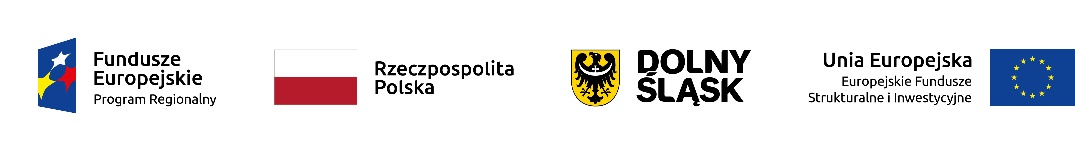 Fundusze
Europejskie
Program Regionalny
Rzeczpospolita
Polska
DOLNY
ŚLĄSK
Unia Europejska
Europejskie Fundusze
Strukturalne i Inwestycyjne